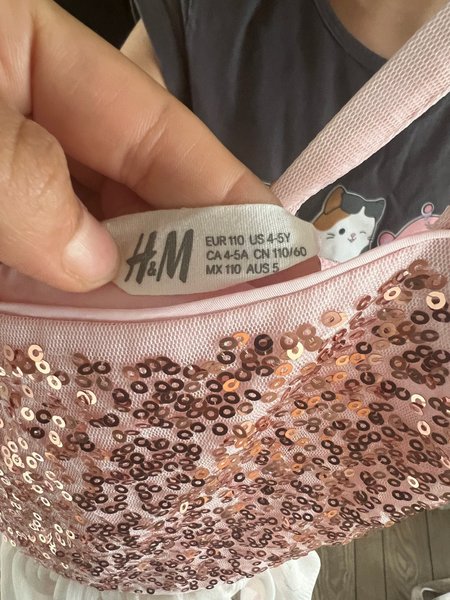 H&M
EUR 110 US 4-5Y
CA 4-5A CN 110/60
MX 110 AUS 5